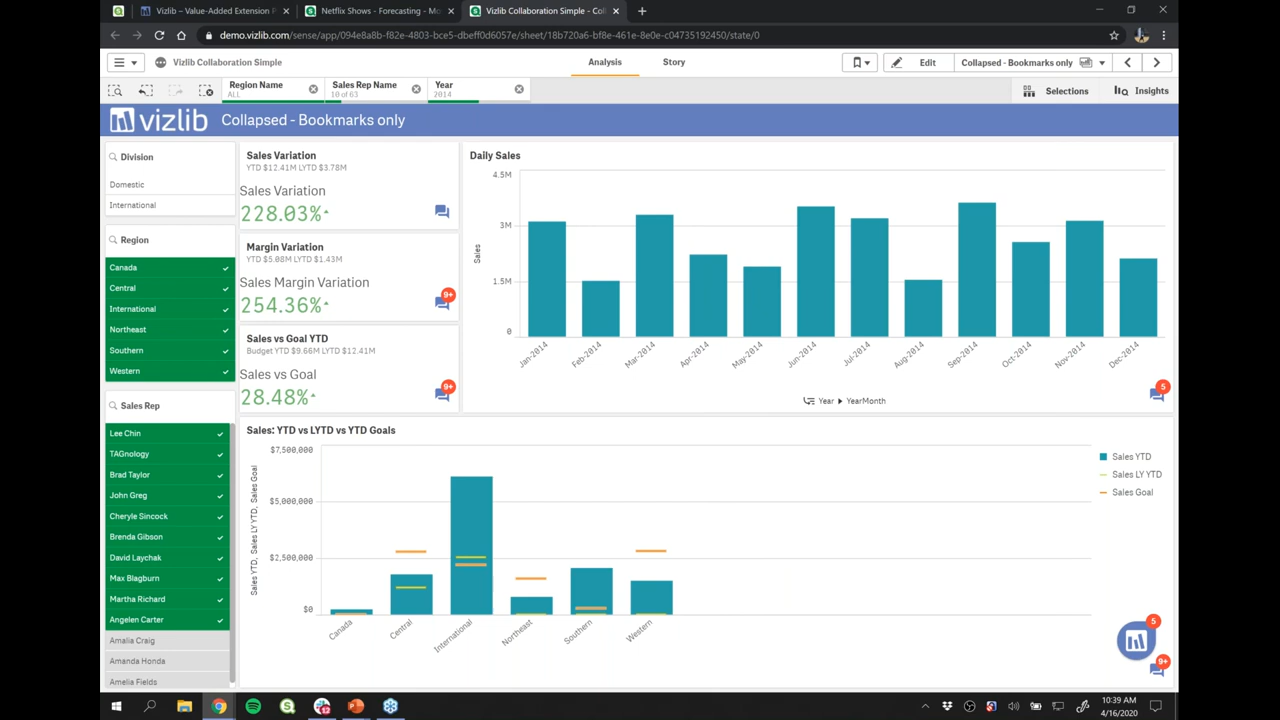 Vizlib – Value-Added Extension P
Netflix Shows - Forecasting - Mo
Vizlib Collaboration Simple - Col
demo.vizlib.com/sense/app/094e8a8b-f82e-4803-bce5-dbeff0d6057e/sheet/18b720a6-bf8e-461e-8e0e-c04735192450/state/0
Vizlib Collaboration Simple
Analysis
Story
Edit
Collapsed - Bookmarks only
Region Name
ALL
Sales Rep Name
10 of 63
Year
2014
Selections
Insights
vizlib
Collapsed - Bookmarks only
Division
Domestic
International
Region
Canada
Central
International
Northeast
Southern
Western
Sales Rep
Lee Chin
TAGnology
Brad Taylor
John Greg
Cheryle Sincock
Brenda Gibson
David Laychak
Max Blagburn
Martha Richard
Angelen Carter
Amalia Craig
Amanda Honda
Amelia Fields
Sales Variation
YTD $12.41M LYTD $3.78M
Sales Variation
228.03%
Margin Variation
YTD $5.08M LYTD $1.43M
Sales Margin Variation
254.36%
9+
Sales vs Goal YTD
Budget YTD $9.66M LYTD $12.41M
Sales vs Goal
28.48%
9+
Daily Sales
Sales
4.5M
3M
1.5M
0
Jan-2014
Feb-2014
Mar-2014
Apr-2014
May-2014
Jun-2014
Jul-2014
Aug-2014
Sep-2014
Oct-2014
Nov-2014
Dec-2014
Year
YearMonth
5
Sales: YTD vs LYTD vs YTD Goals
Sales YTD, Sales LY YTD, Sales Goal
$7,500,000
$5,000,000
$2,500,000
$0
Canada
Central
International
Northeast
Southern
Western
Sales YTD
Sales LY YTD
Sales Goal
5
9+
12
10:39 AM
4/16/2020